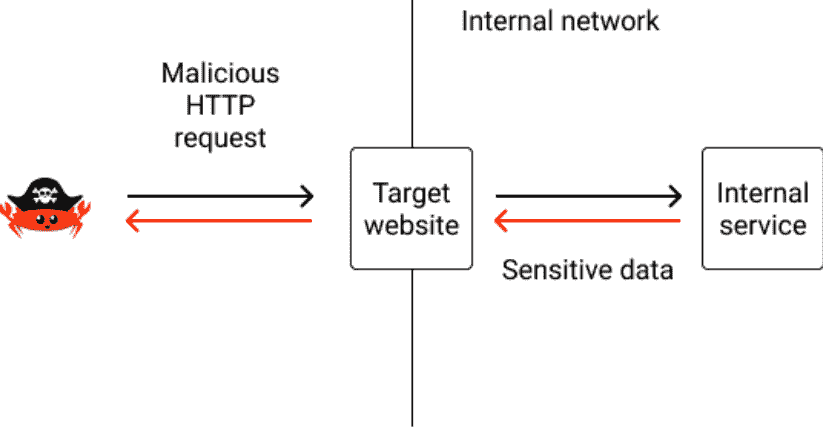 Internal network
Malicious
HTTP
request
Target
website
Internal
service
Sensitive data